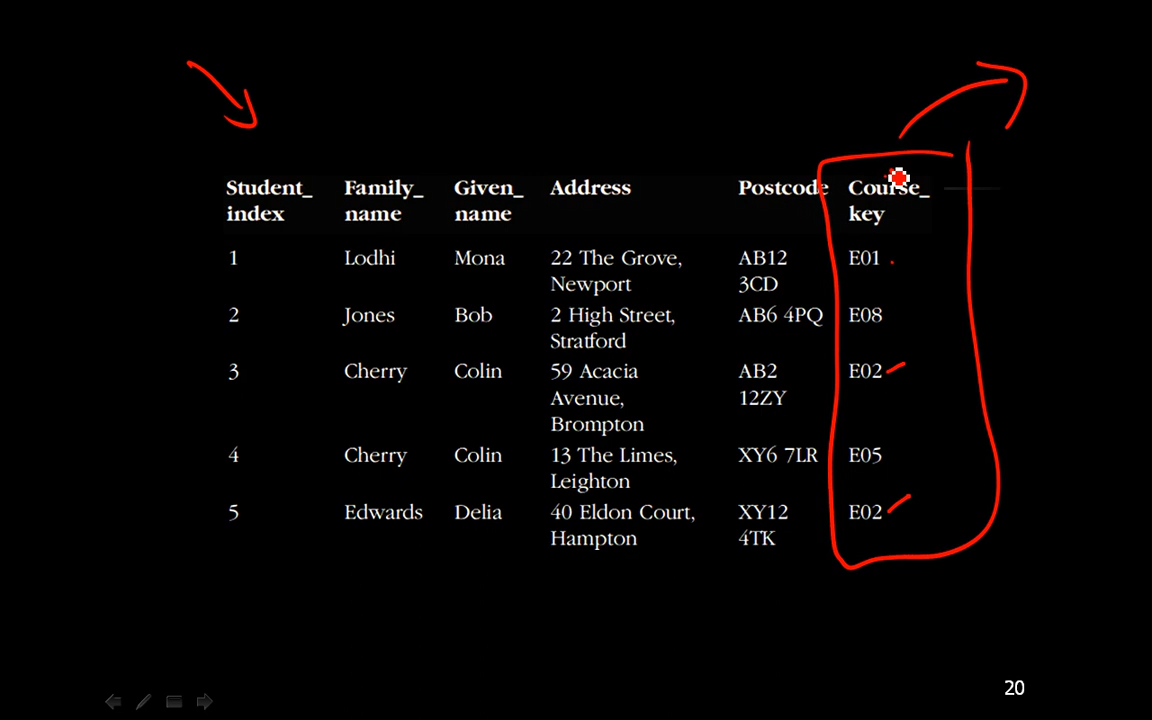 Student_ Family_ Given_ Address Postcode Course_
index name name key
1 Lodhi Mona 22 The Grove, AB12 E01
Newport 3CD
2 Jones Bob 2 High Street, AB6 4PQ E08
Stratford
3 Cherry Colin 59 Acacia AB2 E02
Avenue, 12ZY
Brompton
4 Cherry Colin 13 The Limes, XY6 7LR E05
Leighton
5 Edwards Delia 40 Eldon Court, XY12 E02
Hampton 4TK
20